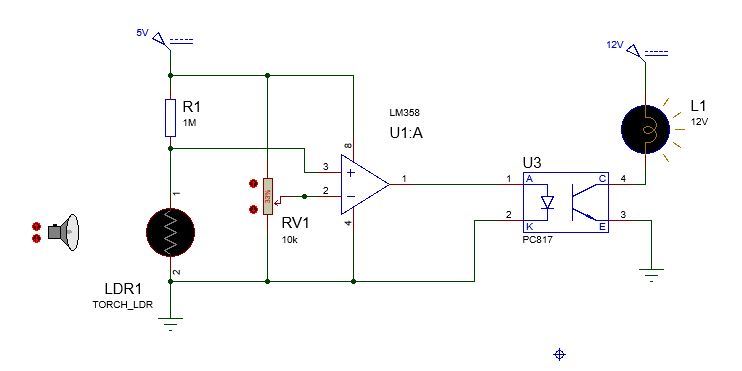 5V
12V
R1
1M
LM358
U1:A
L1
12V
8
3
2
1
4
1
2
33%
RV1
10k
U3
A
C
K
E
1
2
4
3
PC817
LDR1
TORCH_LDR